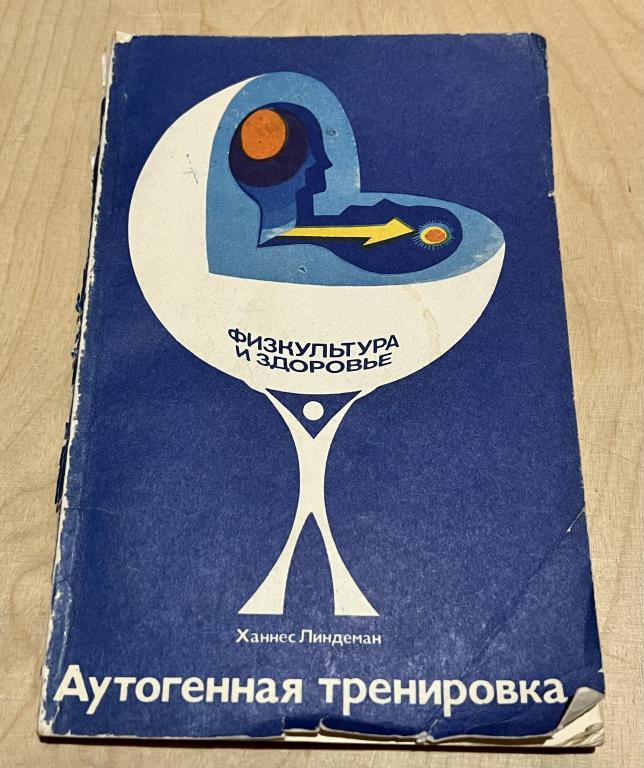 ФИЗКУЛЬТУРА
И ЗДОРОВЬЕ
Ханнес Линдеман
Аутогенная тренировка